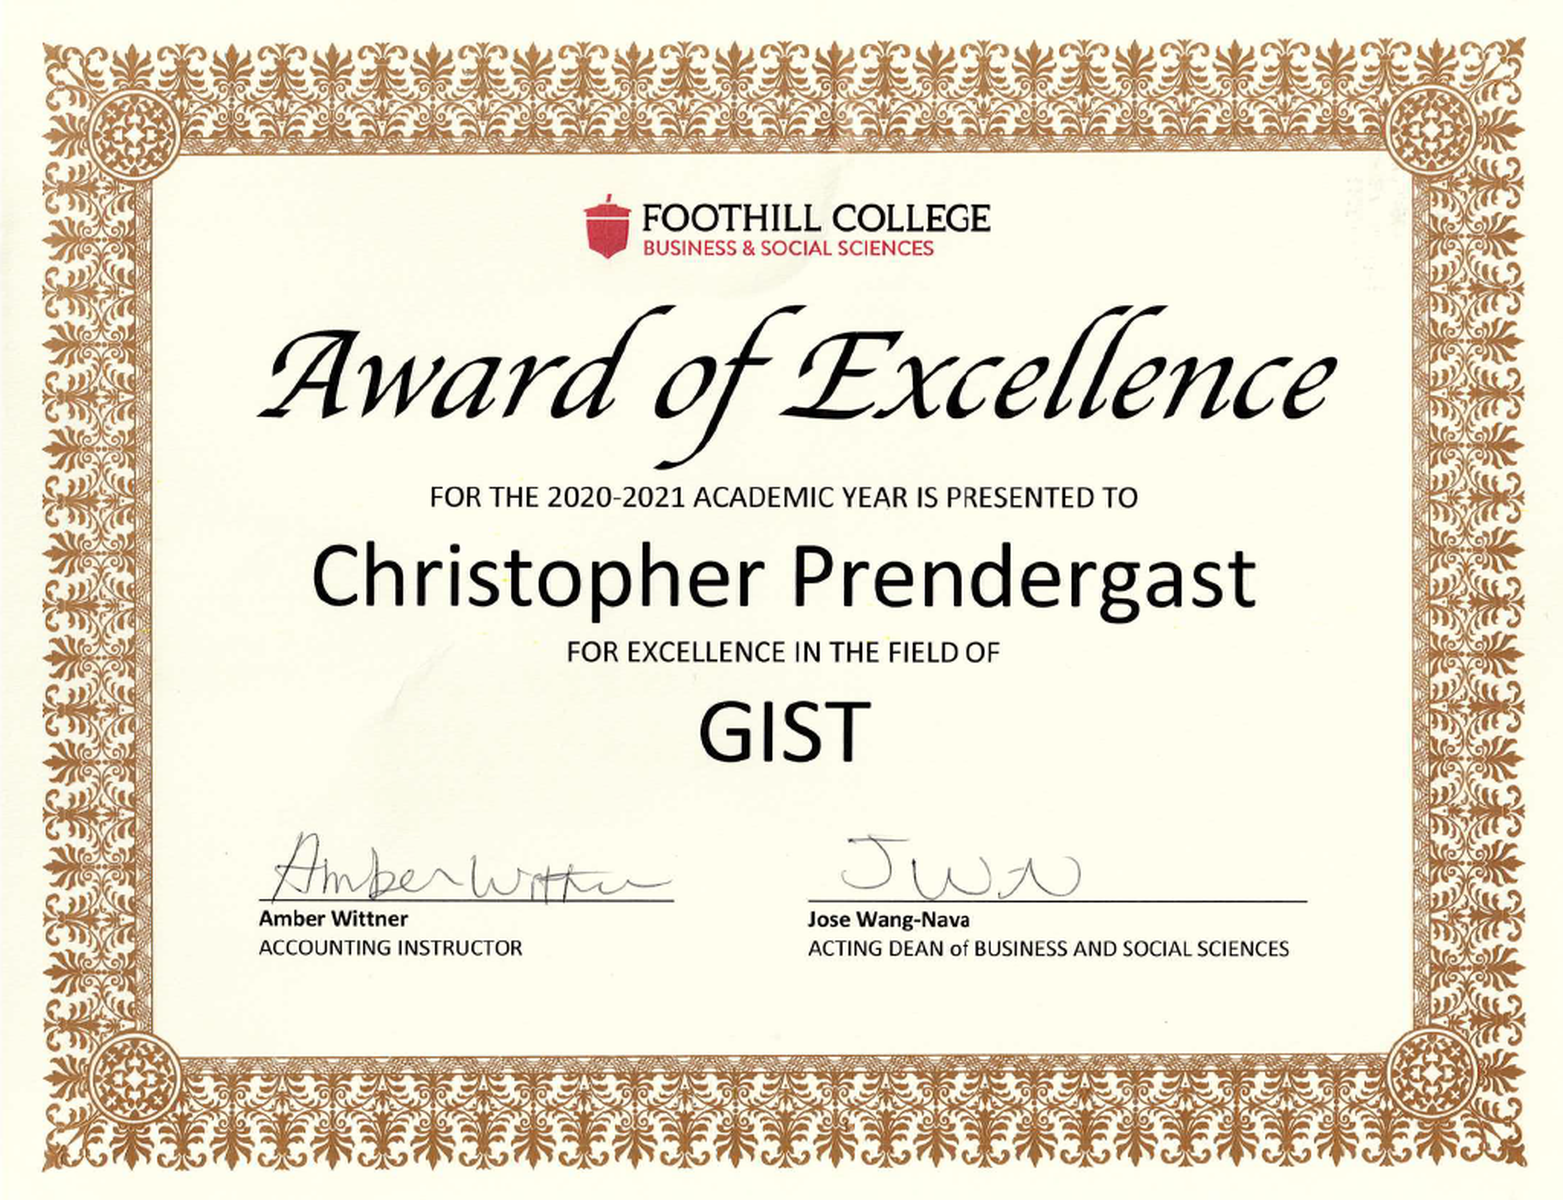 FOOTHILL COLLEGE
BUSINESS & SOCIAL SCIENCES
Award of Excellence
FOR THE 2020-2021 ACADEMIC YEAR IS PRESENTED TO
Christopher Prendergast
FOR EXCELLENCE IN THE FIELD OF
GIST
Amber Wittner
JWN
Amber Wittner
Jose Wang-Nava
ACCOUNTING INSTRUCTOR
ACTING DEAN of BUSINESS AND SOCIAL SCIENCES